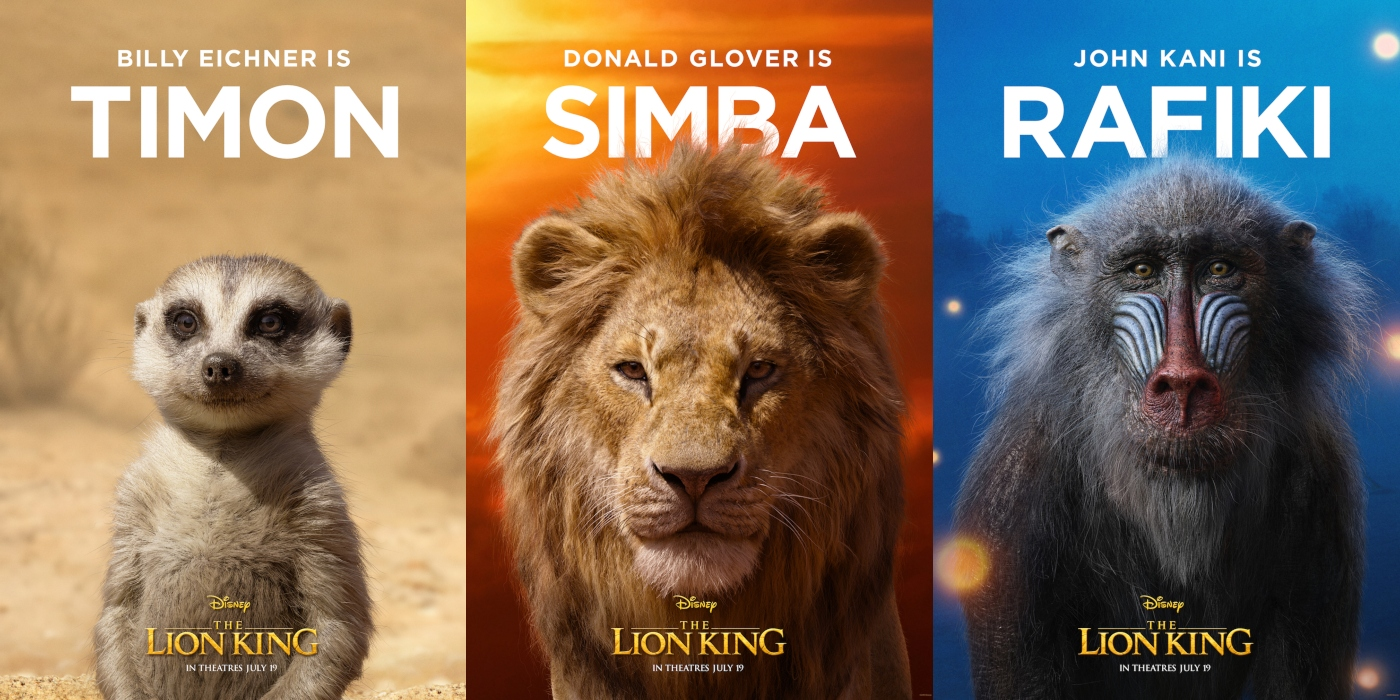 BILLY EICHNER IS
TIMON
Disney
THE
LION KING
IN THEATRES JULY 19
DONALD GLOVER IS
SIMBA
Disney
THE
LION KING
IN THEATRES JULY 19
JOHN KANI IS
RAFIKI
Disney
THE
LION KING
IN THEATRES JULY 19